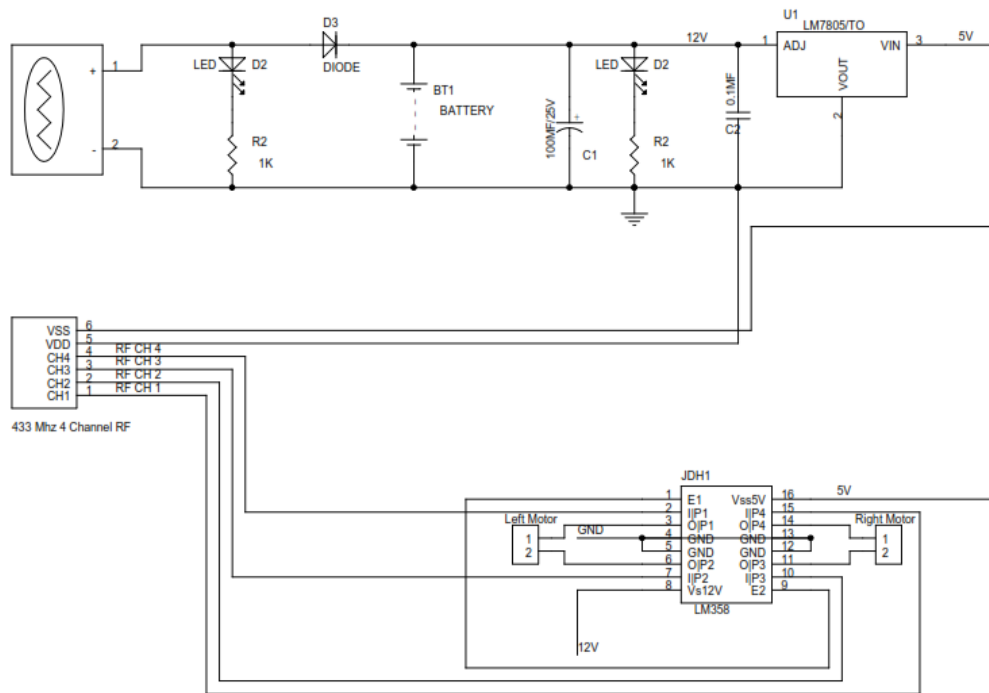 U1
LM7805/TO
D3
12V
1
ADJ
VIN
3
5V
VOUT
2
+
1
LED
D2
DIODE
BT1
BATTERY
100MF/25V
+
C1
LED
D2
0.1MF
C2
R2
1K
R2
1K
-
2
VSS
6
VDD
5
CH4
4
RF CH 4
CH3
3
RF CH 3
CH2
2
RF CH 2
CH1
1
RF CH 1
433 Mhz 4 Channel RF
JDH1
1
E1
Vss5V
16
5V
2
I|P1
I|P4
15
Left Motor
3
O|P1
O|P4
14
Right Motor
1
GND
4
GND
GND
13
1
2
5
GND
GND
12
2
6
O|P2
O|P3
11
7
I|P2
I|P3
10
8
Vs12V
E2
9
LM358
12V